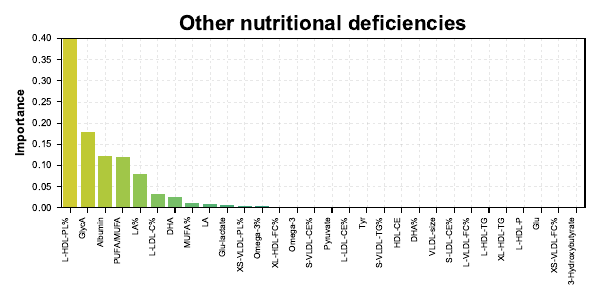 Other nutritional deficiencies
Importance
0.40
0.35
0.30
0.25
0.20
0.15
0.10
0.05
0.00
L-HDL-PL%
GlycA
Albumin
PUFA/MUFA
LA%
L-LDL-C%
DHA
MUFA%
LA
Glu-lactate
XS-VLDL-PL%
Omega-3%
XL-HDL-FC%
Omega-3
S-VLDL-CE%
Pyruvate
L-LDL-CE%
Tyr
S-VLDL-TG%
HDL-CE
DHA%
VLDL-size
S-LDL-CE%
L-VLDL-FC%
L-HDL-TG
XL-HDL-TG
L-HDL-P
Glu
XS-VLDL-FC%
3-Hydroxybutyrate